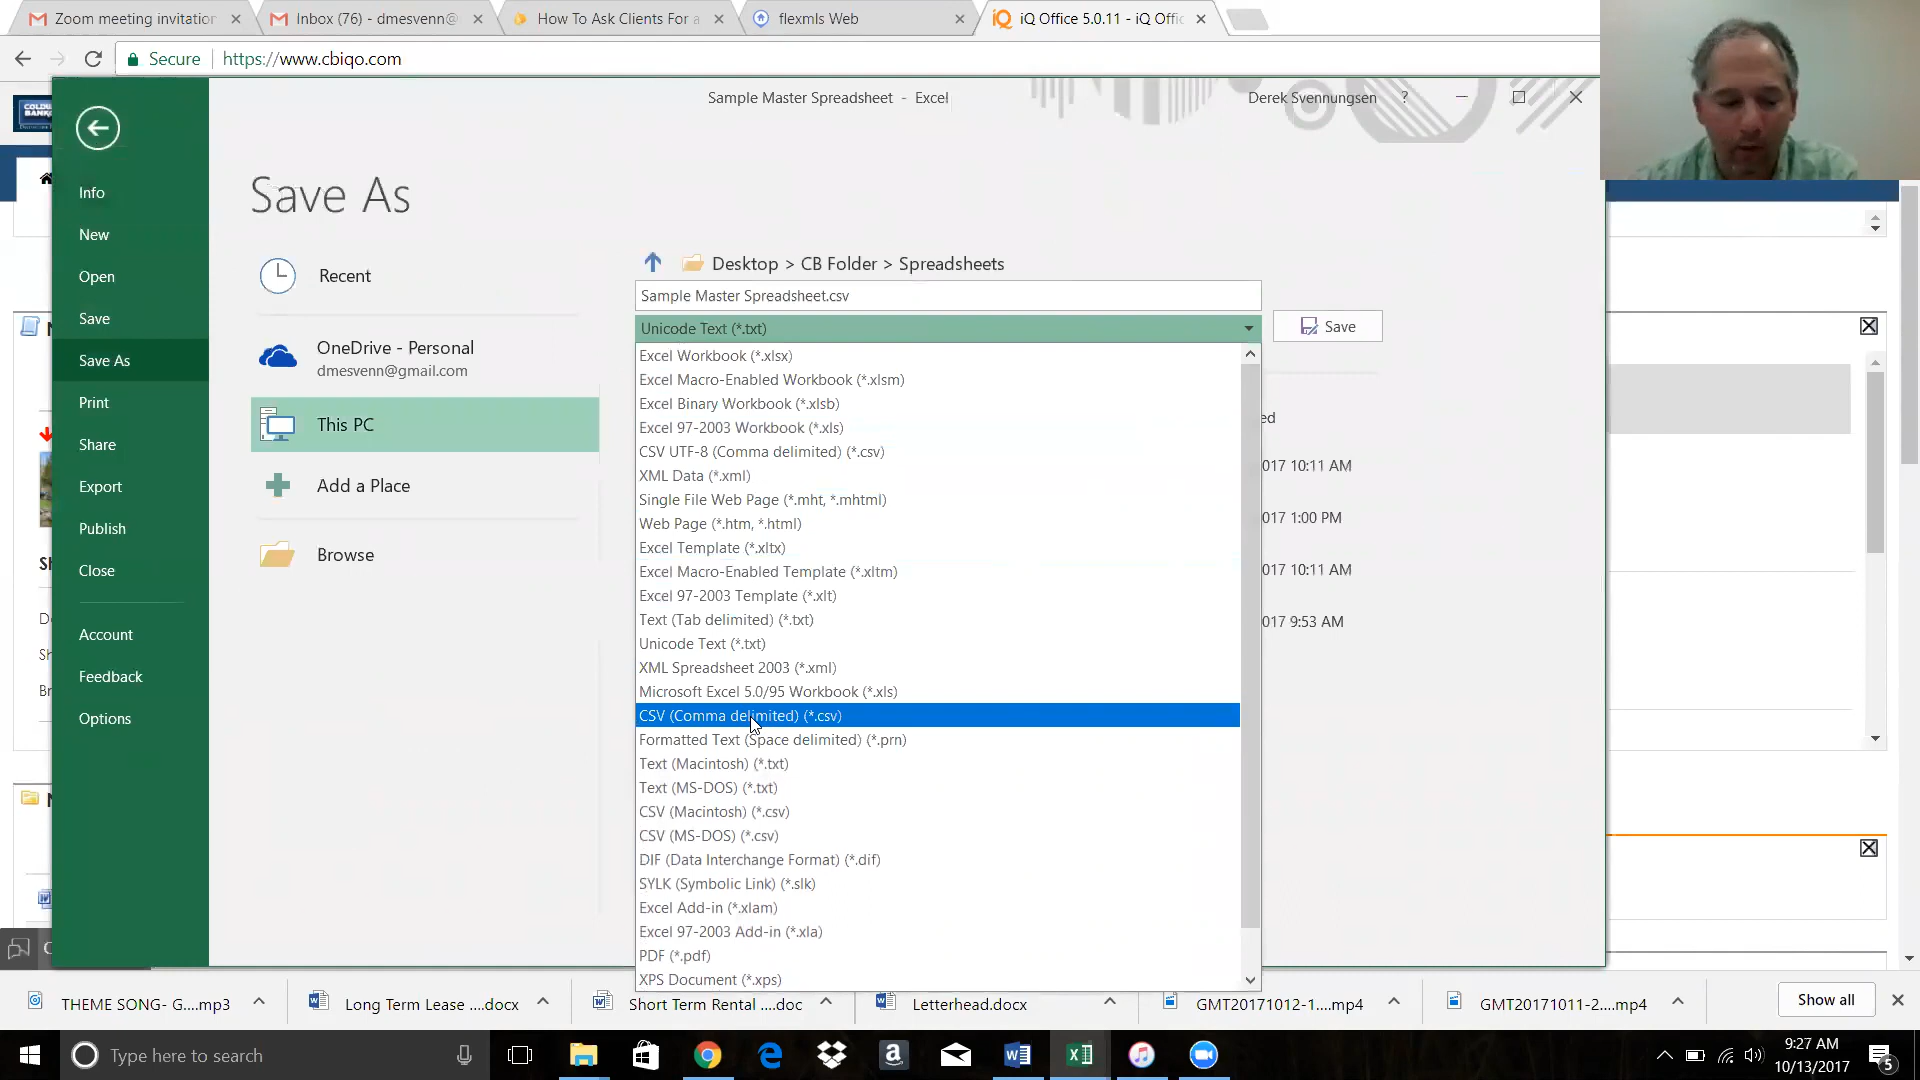 Zoom meeting invitation
Inbox (76) - dmesvenn@
How To Ask Clients For a
flexmls Web
iQ Office 5.0.11 - iQ Offi
Secure
https://www.cbiqo.com
Sample Master Spreadsheet - Excel
Derek Svennungsen
?
Info
New
Open
Save
Save As
Print
Share
Export
Publish
Close
Account
Feedback
Options
Save As
Recent
OneDrive - Personal
dmesvenn@gmail.com
This PC
Add a Place
Browse
Desktop > CB Folder > Spreadsheets
Sample Master Spreadsheet.csv
Unicode Text (*.txt)
Save
Excel Workbook (*.xlsx)
Excel Macro-Enabled Workbook (*.xlsm)
Excel Binary Workbook (*.xlsb)
Excel 97-2003 Workbook (*.xls)
CSV UTF-8 (Comma delimited) (*.csv)
XML Data (*.xml)
Single File Web Page (*.mht, *.mhtml)
Web Page (*.htm, *.html)
Excel Template (*.xltx)
Excel Macro-Enabled Template (*.xltm)
Excel 97-2003 Template (*.xlt)
Text (Tab delimited) (*.txt)
Unicode Text (*.txt)
XML Spreadsheet 2003 (*.xml)
Microsoft Excel 5.0/95 Workbook (*.xls)
CSV (Comma delimited) (*.csv)
Formatted Text (Space delimited) (*.prn)
Text (Macintosh) (*.txt)
Text (MS-DOS) (*.txt)
CSV (Macintosh) (*.csv)
CSV (MS-DOS) (*.csv)
DIF (Data Interchange Format) (*.dif)
SYLK (Symbolic Link) (*.slk)
Excel Add-in (*.xlam)
Excel 97-2003 Add-in (*.xla)
PDF (*.pdf)
XPS Document (*.xps)
ed
017 10:11 AM
017 1:00 PM
017 10:11 AM
017 9:53 AM
THEME SONG- G....mp3
Long Term Lease ....docx
Short Term Rental ....doc
Letterhead.docx
GMT20171012-1....mp4
GMT20171011-2....mp4
Show all
Type here to search
9:27 AM
10/13/2017
5